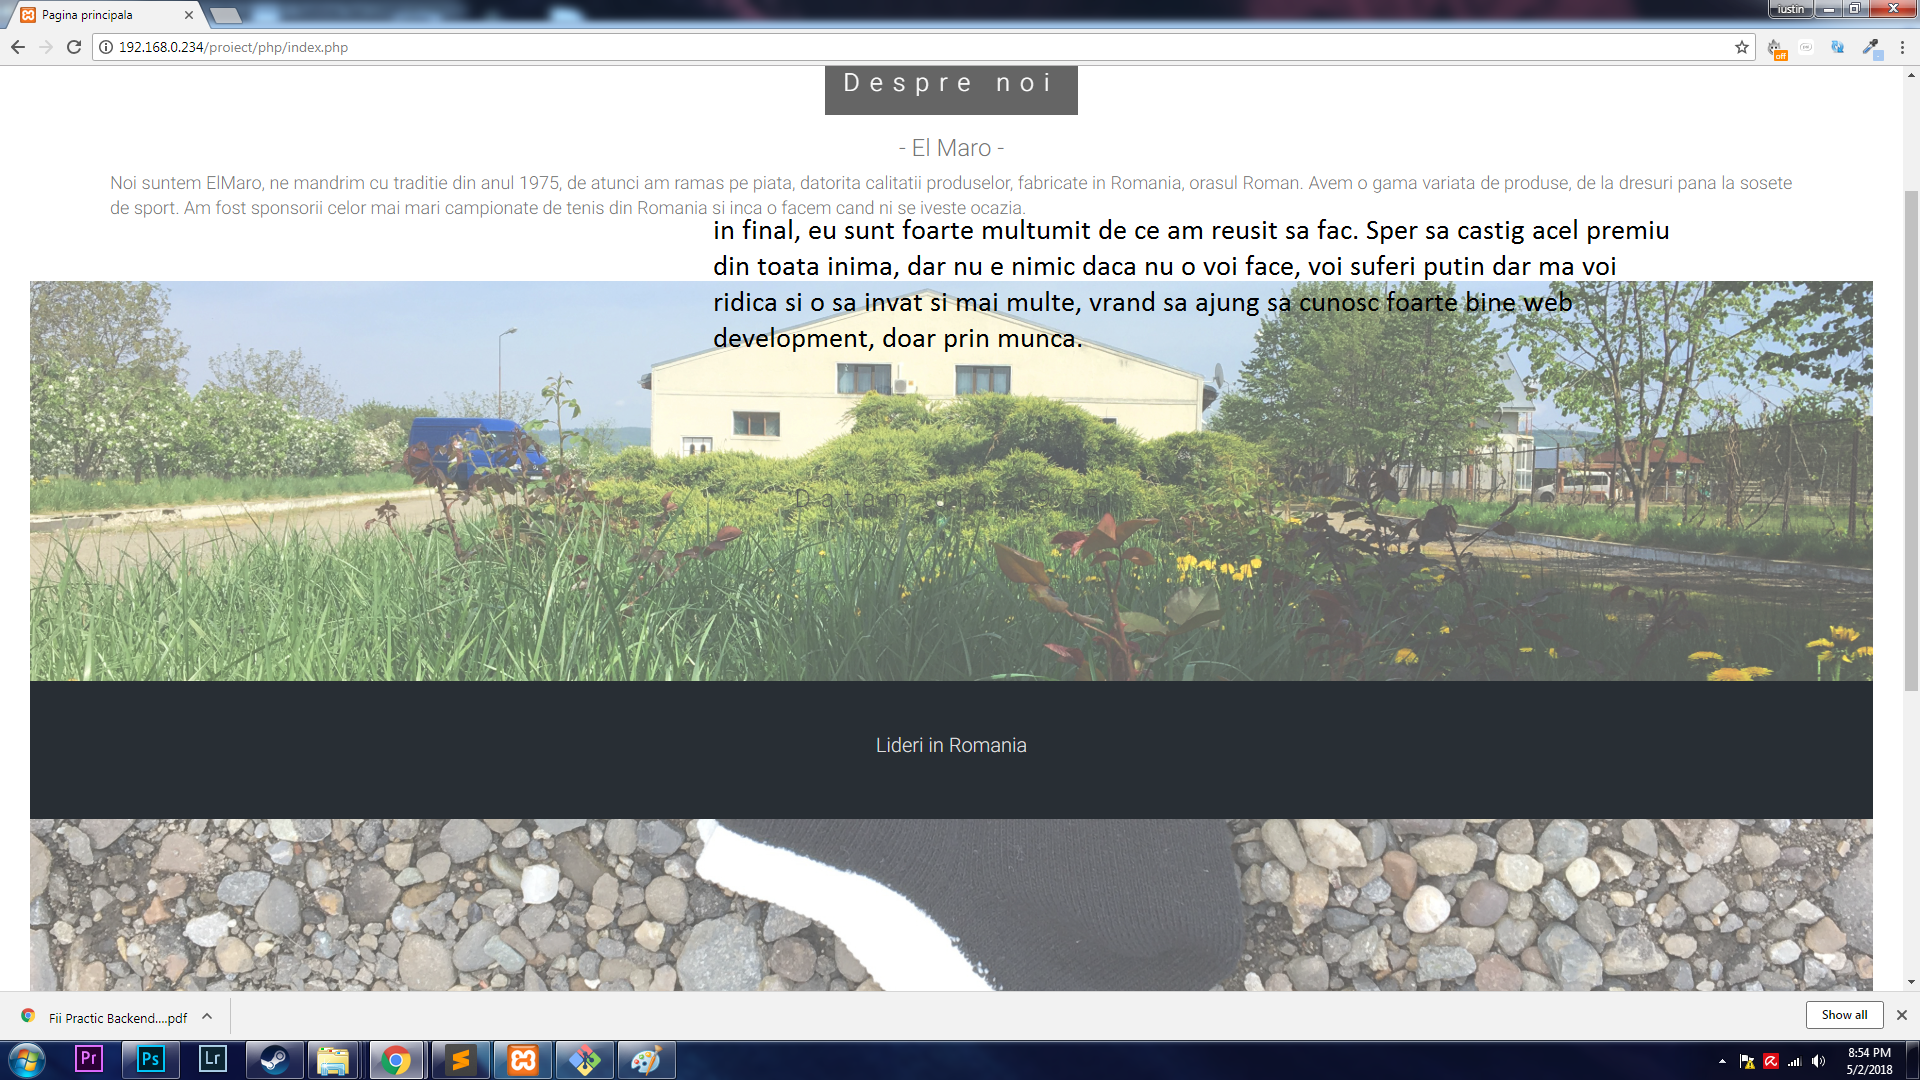 Pagina principala
iustin
192.168.0.234/proiect/php/index.php
off
Despre noi
- El Maro -
Noi suntem ElMaro, ne mandrim cu traditie din anul 1975, de atunci am ramas pe piata, datorita calitatii produselor, fabricate in Romania, orasul Roman. Avem o gama variata de produse, de la dresuri pana la sosete
de sport. Am fost sponsorii celor mai mari campionate de tenis din Romania si inca o facem cand ni se iveste ocazia.
in final, eu sunt foarte multumit de ce am reusit sa fac. Sper sa castig acel premiu
din toata inima, dar nu e nimic daca nu o voi face, voi suferi putin dar ma voi
ridica si o sa invat si mai multe, vrand sa ajung sa cunosc foarte bine web
development, doar prin munca.
Lideri in Romania
Fii Practic Backend....pdf
Show all
Pr
Ps
Lr
8:54 PM
5/2/2018